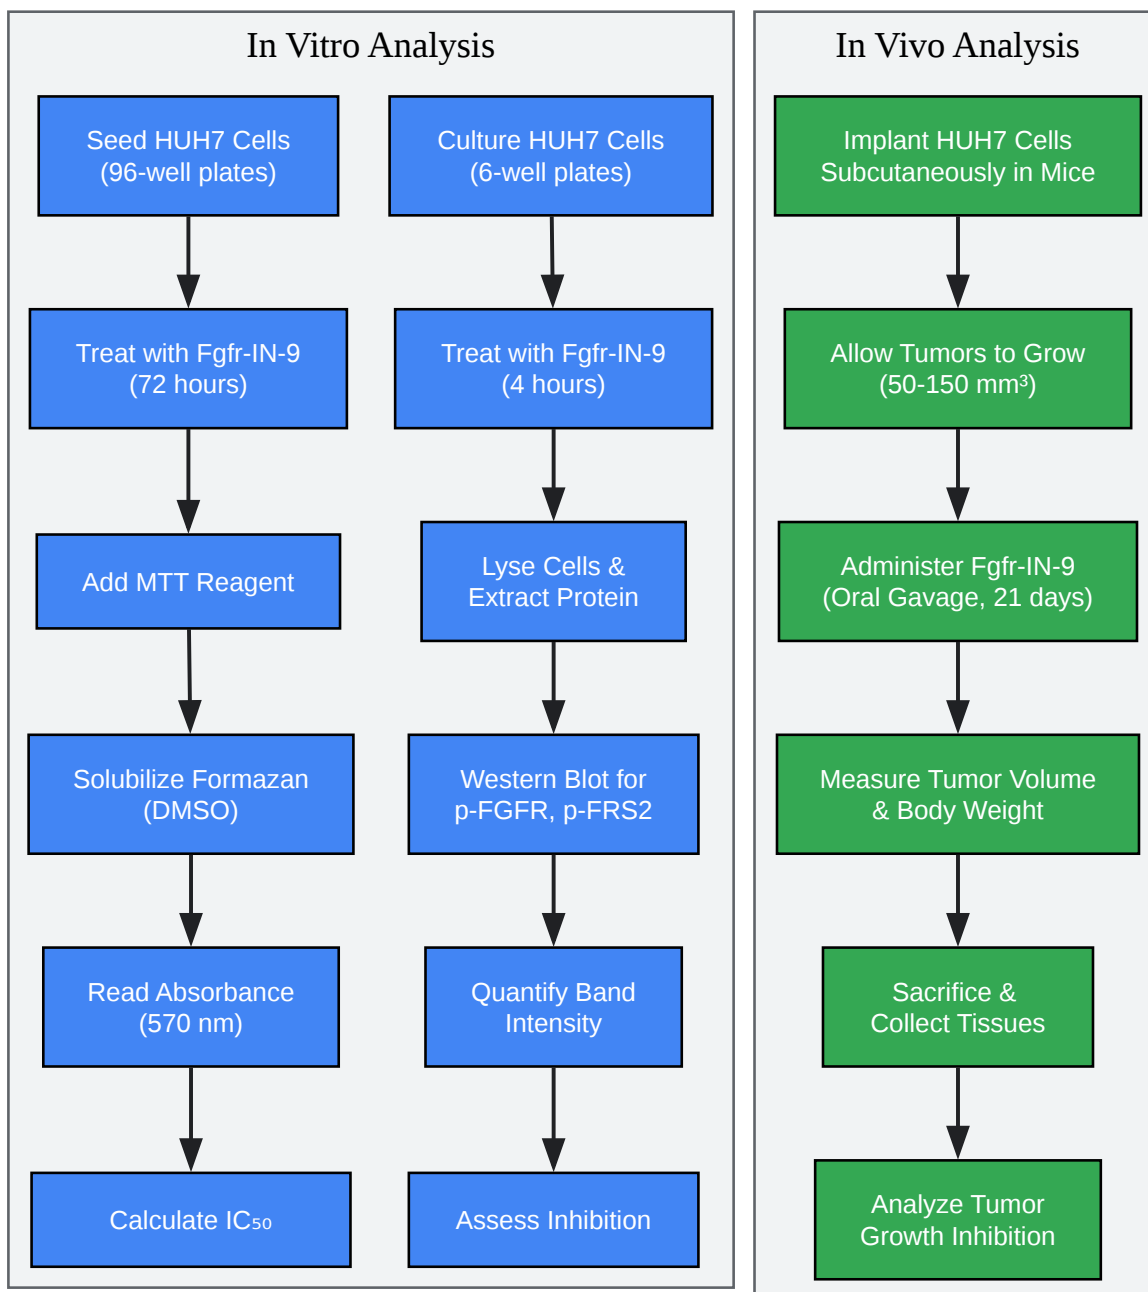 In Vitro Analysis
Seed HUH7 Cells
(96-well plates)
Treat with Fgfr-IN-9
(72 hours)
Add MTT Reagent
Solubilize Formazan
(DMSO)
Read Absorbance
(570 nm)
Calculate IC₅₀
Culture HUH7 Cells
(6-well plates)
Treat with Fgfr-IN-9
(4 hours)
Lyse Cells &
Extract Protein
Western Blot for
p-FGFR, p-FRS2
Quantify Band
Intensity
Assess Inhibition
In Vivo Analysis
Implant HUH7 Cells
Subcutaneously in Mice
Allow Tumors to Grow
(50-150 mm³)
Administer Fgfr-IN-9
(Oral Gavage, 21 days)
Measure Tumor Volume
& Body Weight
Sacrifice &
Collect Tissues
Analyze Tumor
Growth Inhibition